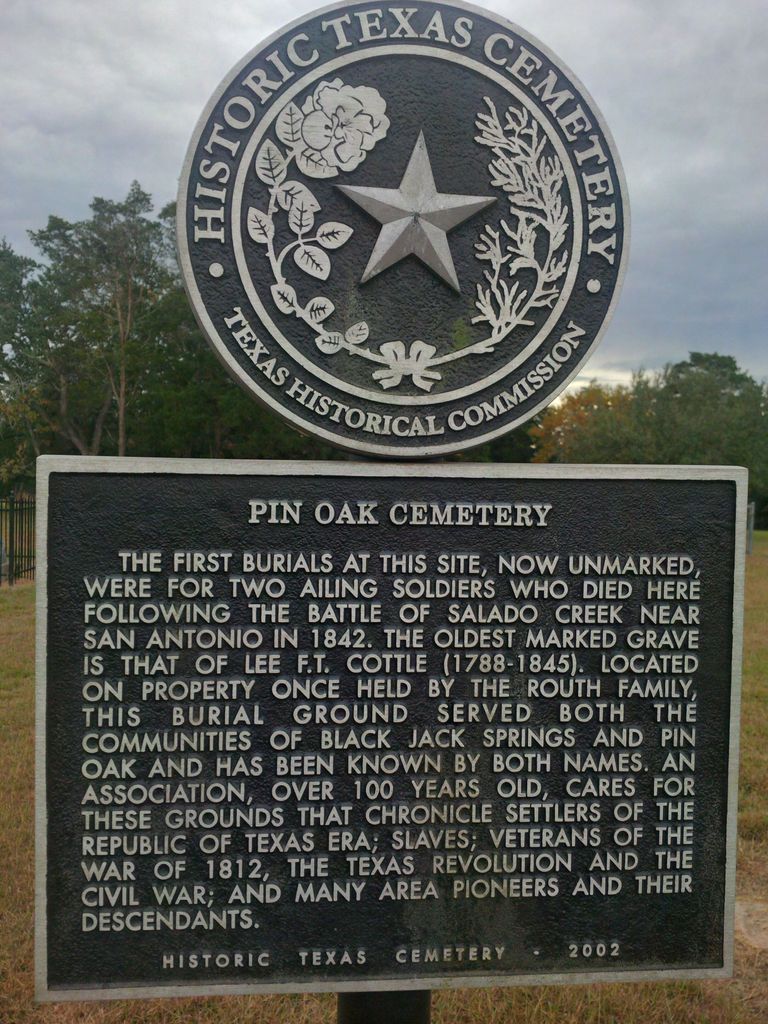 HISTORIC TEXAS CEMETERY
TEXAS HISTORICAL COMMISSION
PIN OAK CEMETERY
THE FIRST BURIALS AT THIS SITE, NOW UNMARKED,
WERE FOR TWO AILING SOLDIERS WHO DIED HERE
FOLLOWING THE BATTLE OF SALADO CREEK NEAR
SAN ANTONIO IN 1842. THE OLDEST MARKED GRAVE
IS THAT OF LEE F.T. COTTLE (1788-1845). LOCATED
ON PROPERTY ONCE HELD BY THE ROUTH FAMILY,
THIS BURIAL GROUND SERVED BOTH THE
COMMUNITIES OF BLACK JACK SPRINGS AND PIN
OAK AND HAS BEEN KNOWN BY BOTH NAMES. AN
ASSOCIATION, OVER 100 YEARS OLD, CARES FOR
THESE GROUNDS THAT CHRONICLE SETTLERS OF THE
REPUBLIC OF TEXAS ERA; SLAVES; VETERANS OF THE
WAR OF 1812, THE TEXAS REVOLUTION AND THE
CIVIL WAR; AND MANY AREA PIONEERS AND THEIR
DESCENDANTS.
HISTORIC TEXAS CEMETERY - 2002